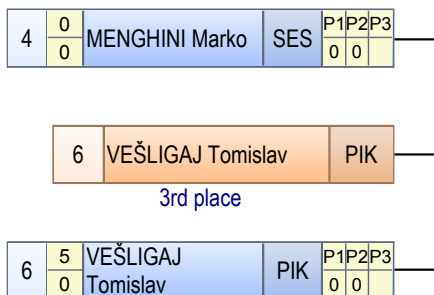 4 0 0 MENGHINI Marko SES P1 P2 P3 0 0
6 VEŠLIGAJ Tomislav PIK
3rd place
6 5 0 VEŠLIGAJ Tomislav PIK P1 P2 P3 0 0